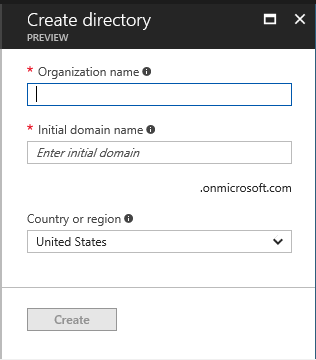 Create directory
PREVIEW
* Organization name
* Initial domain name
Enter initial domain
.onmicrosoft.com
Country or region
United States
Create